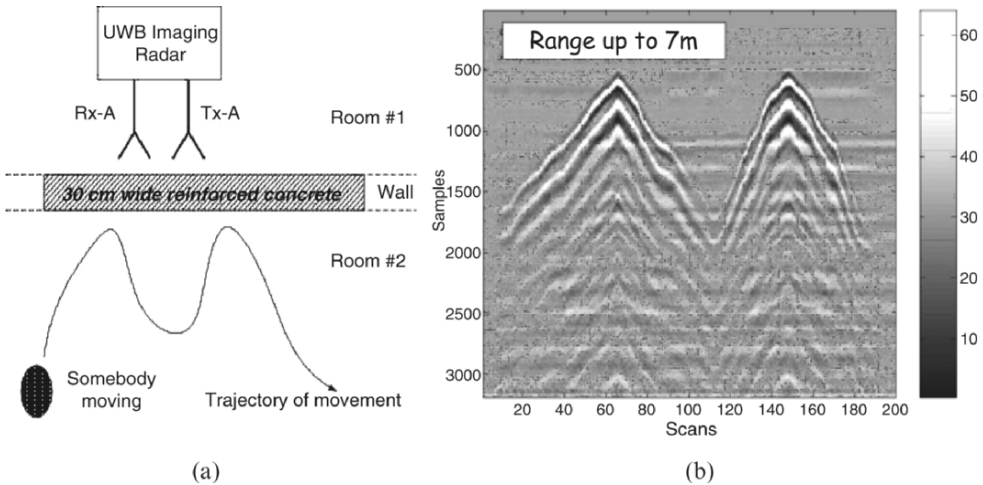 UWB Imaging
Radar
Rx-A
Tx-A
Room #1
30 cm wide reinforced concrete
Wall
Room #2
Somebody
moving
Trajectory of movement
(a)
Range up to 7m
Samples
500
1000
1500
2000
2500
3000
20 40 60 80 100 120 140 160 180 200
Scans
60
50
40
30
20
10
(b)